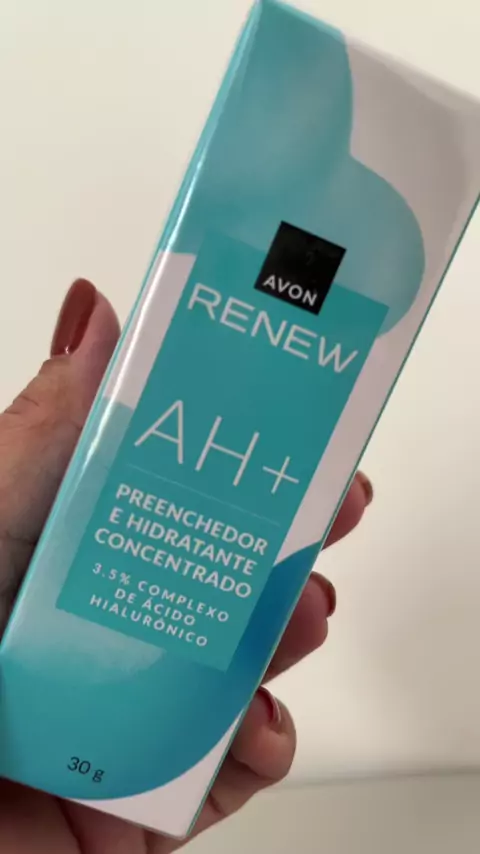 AVON
RENEW
AH+
PREENCHEDOR
E HIDRATANTE
CONCENTRADO
3.5% COMPLEXO
DE ÁCIDO
HIALURÔNICO
30 g